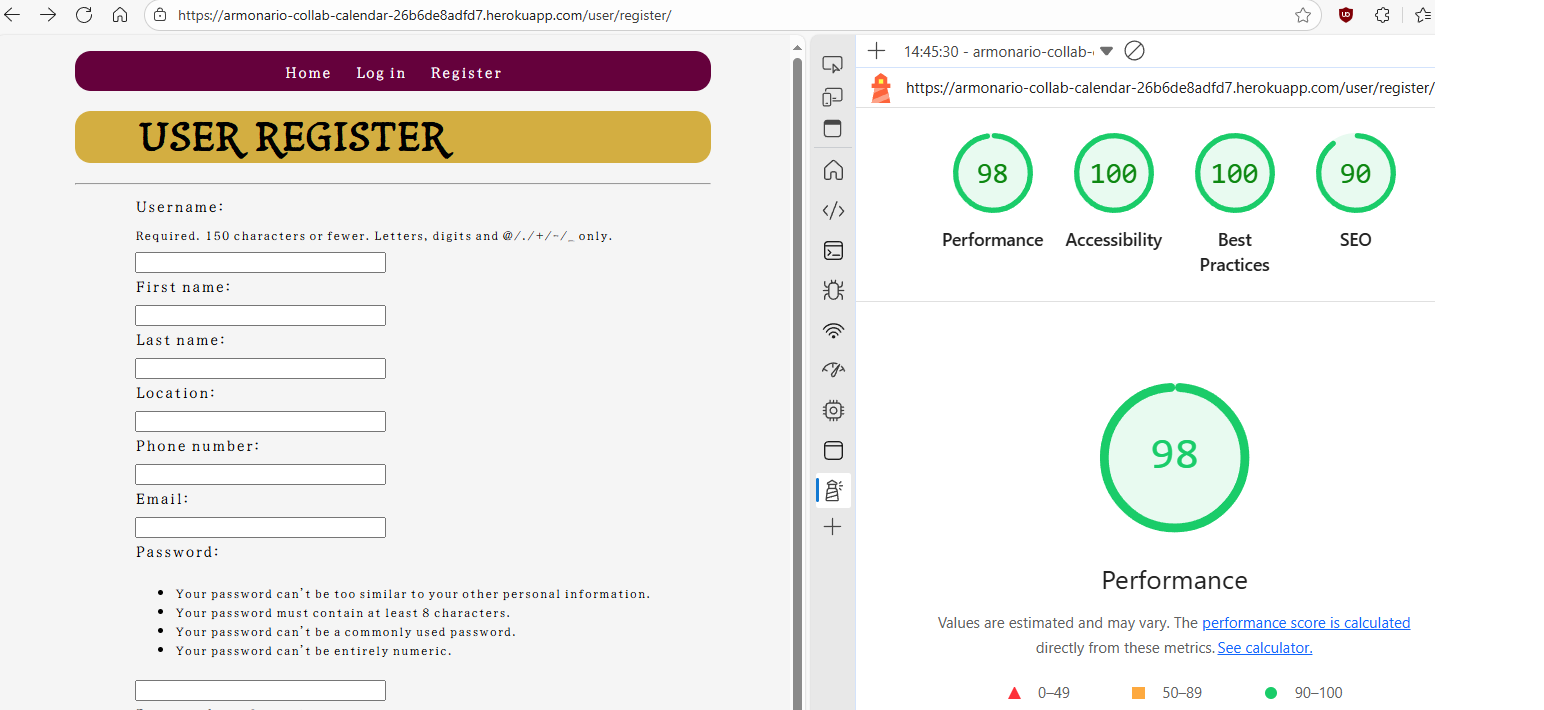 https://armonario-collab-calendar-26b6de8adfd7.herokuapp.com/user/register/
Home Log in Register
USER REGISTER
Username:
Required. 150 characters or fewer. Letters, digits and @/./+/-/_ only.
First name:
Last name:
Location:
Phone number:
Email:
Password:
Your password can't be too similar to your other personal information.
Your password must contain at least 8 characters.
Your password can't be a commonly used password.
Your password can't be entirely numeric.
14:45:30 - armonario-collab-
https://armonario-collab-calendar-26b6de8adfd7.herokuapp.com/user/register/
98 100 100 90
Performance Accessibility Best Practices SEO
98
Performance
Values are estimated and may vary. The performance score is calculated
directly from these metrics. See calculator.
0–49 50–89 90–100